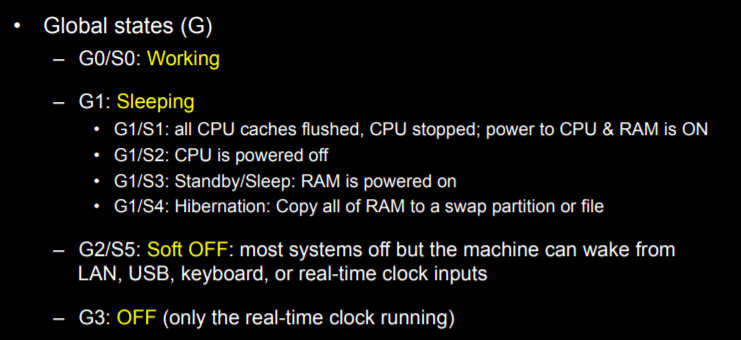 • Global states (G)
– G0/S0: Working
– G1: Sleeping
• G1/S1: all CPU caches flushed, CPU stopped; power to CPU & RAM is ON
• G1/S2: CPU is powered off
• G1/S3: Standby/Sleep: RAM is powered on
• G1/S4: Hibernation: Copy all of RAM to a swap partition or file
– G2/S5: Soft OFF: most systems off but the machine can wake from
LAN, USB, keyboard, or real-time clock inputs
– G3: OFF (only the real-time clock running)